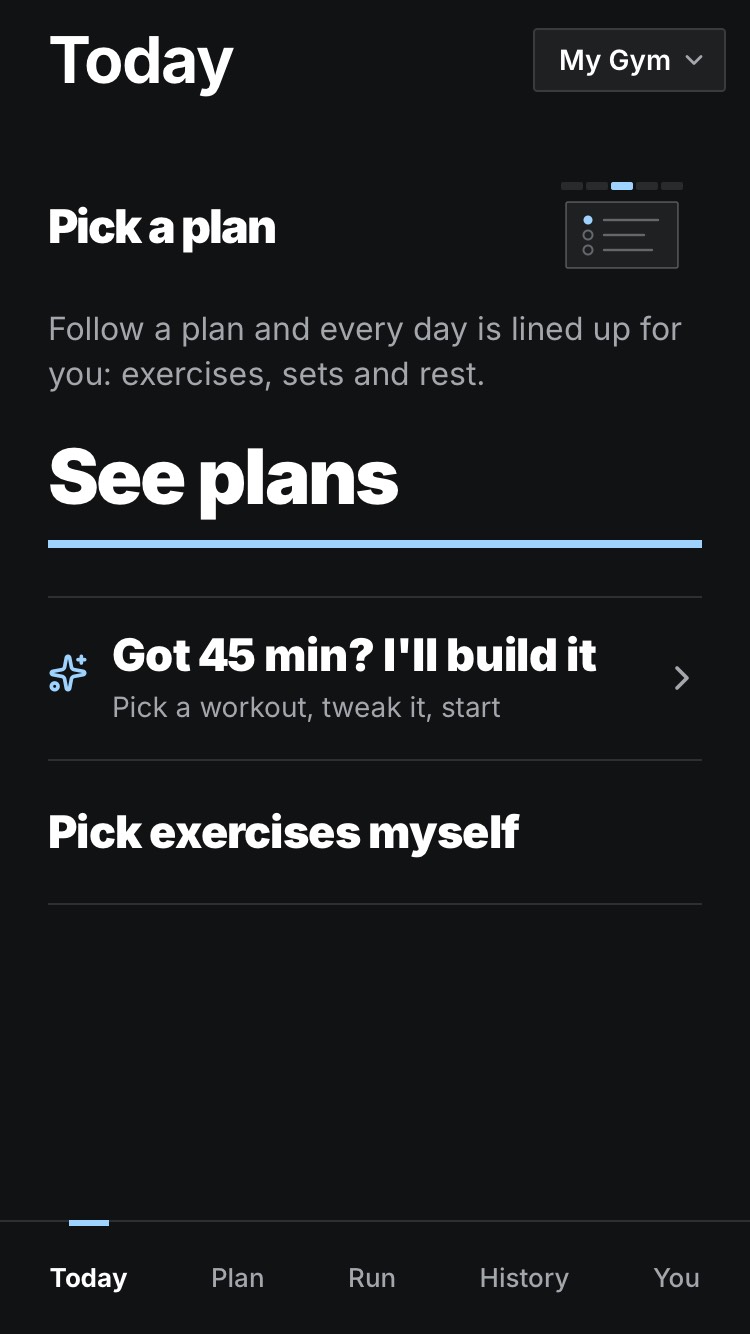 Today
My Gym
Pick a plan
Follow a plan and every day is lined up for
you: exercises, sets and rest.
See plans
Got 45 min? I'll build it
Pick a workout, tweak it, start
Pick exercises myself
Today
Plan
Run
History
You